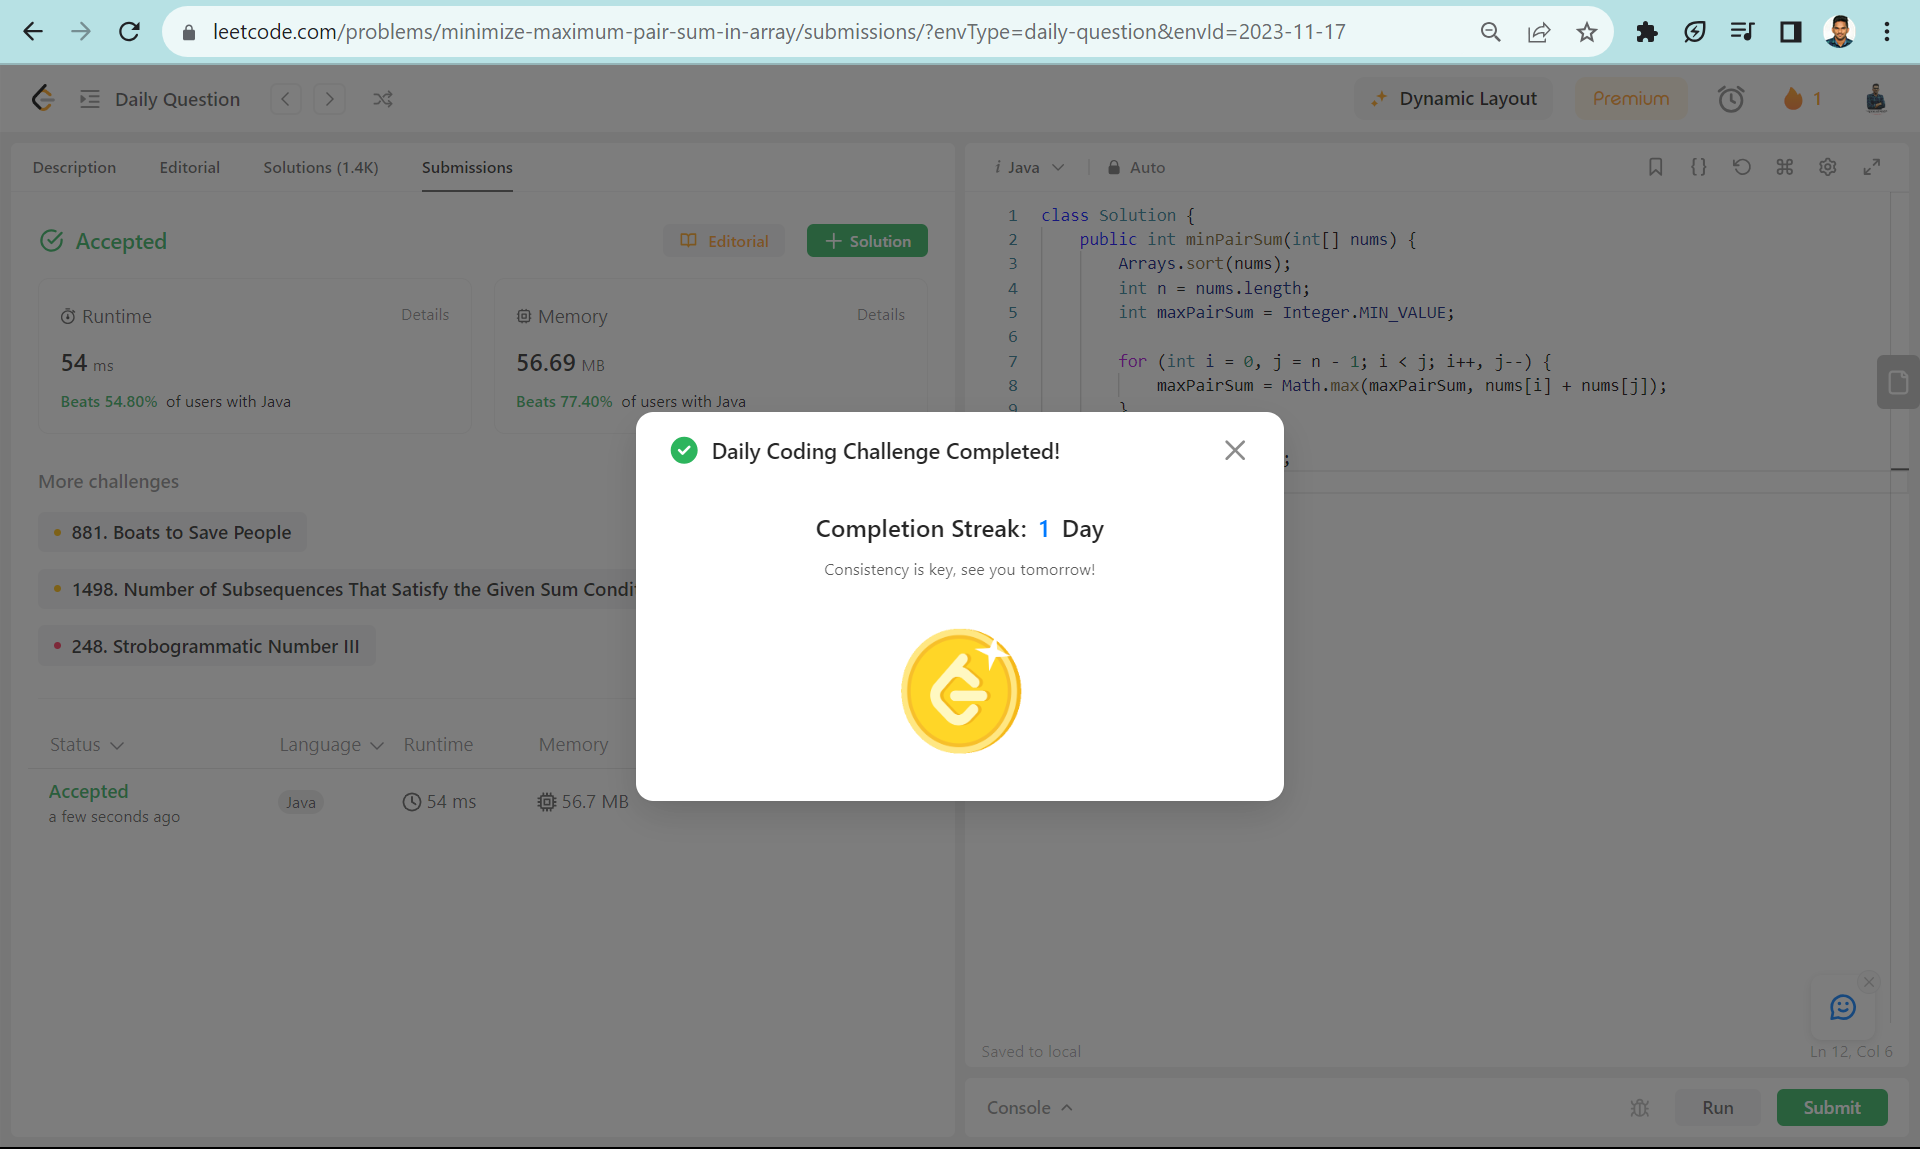 leetcode.com/problems/minimize-maximum-pair-sum-in-array/submissions/?envType=daily-question&envId=2023-11-17
Daily Question
Dynamic Layout
Premium
1
Description Editorial Solutions (1.4K) Submissions
Accepted
Editorial
+ Solution
Runtime Details
54 ms
Beats 54.80% of users with Java
Memory Details
56.69 MB
Beats 77.40% of users with Java
More challenges
881. Boats to Save People
1498. Number of Subsequences That Satisfy the Given Sum Condi
248. Strobogrammatic Number III
Status Language Runtime Memory
Accepted
a few seconds ago
Java
54 ms
56.7 MB
i Java
Auto
1 class Solution {
2 public int minPairSum(int[] nums) {
3 Arrays.sort(nums);
4 int n = nums.length;
5 int maxPairSum = Integer.MIN_VALUE;
6
7 for (int i = 0, j = n - 1; i < j; i++, j--) {
8 maxPairSum = Math.max(maxPairSum, nums[i] + nums[j]);
9 }
;
Daily Coding Challenge Completed!
Completion Streak: 1 Day
Consistency is key, see you tomorrow!
Saved to local
Ln 12, Col 6
Console
Run
Submit